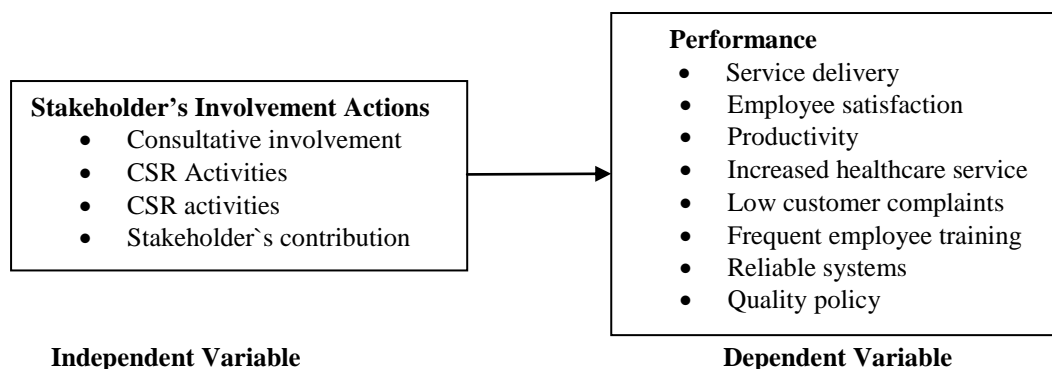 Stakeholder’s Involvement Actions
• Consultative involvement
• CSR Activities
• CSR activities
• Stakeholder`s contribution
Performance
• Service delivery
• Employee satisfaction
• Productivity
• Increased healthcare service
• Low customer complaints
• Frequent employee training
• Reliable systems
• Quality policy
Independent Variable
Dependent Variable